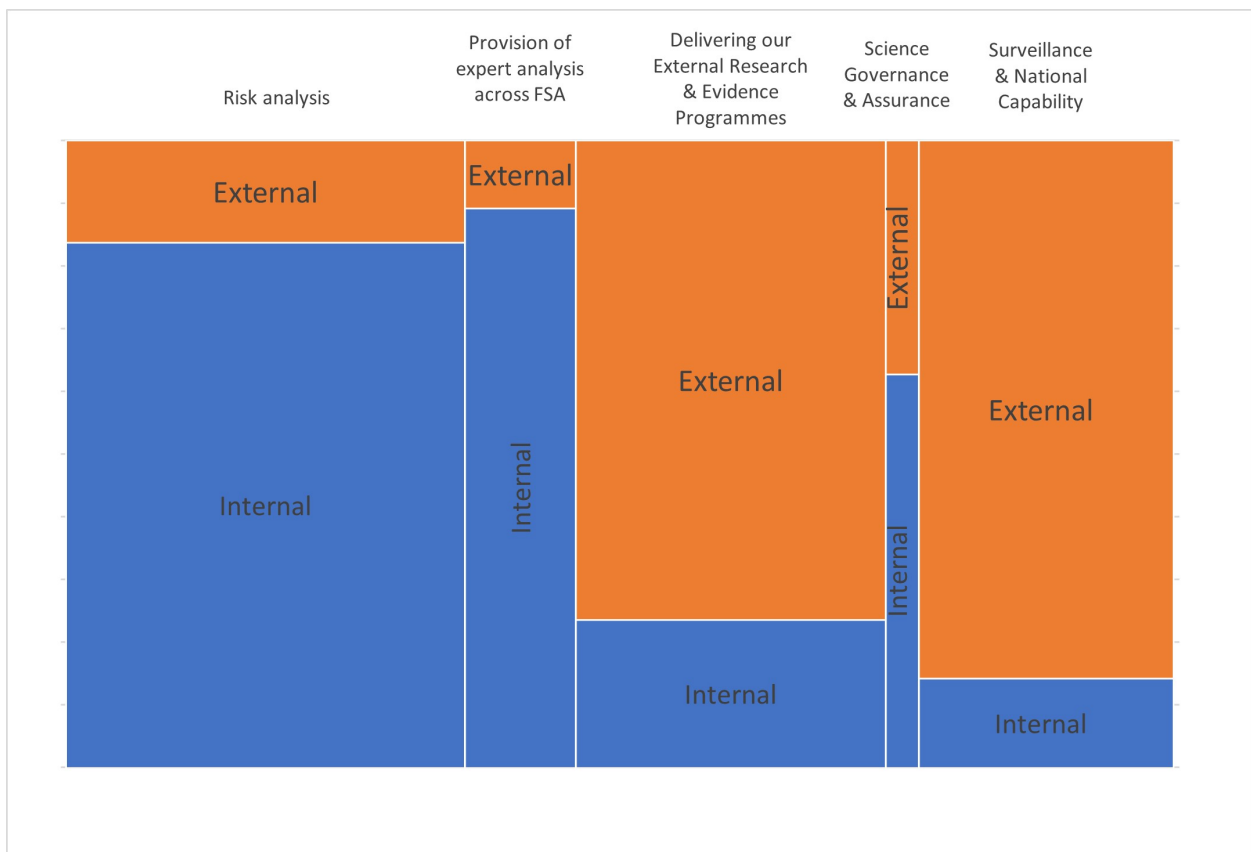 Risk analysis
Provision of
expert analysis
across FSA
Delivering our
External Research
& Evidence
Programmes
Science
Governance
& Assurance
Surveillance
& National
Capability
External
Internal
External
Internal
External
Internal
External
Internal
External
Internal